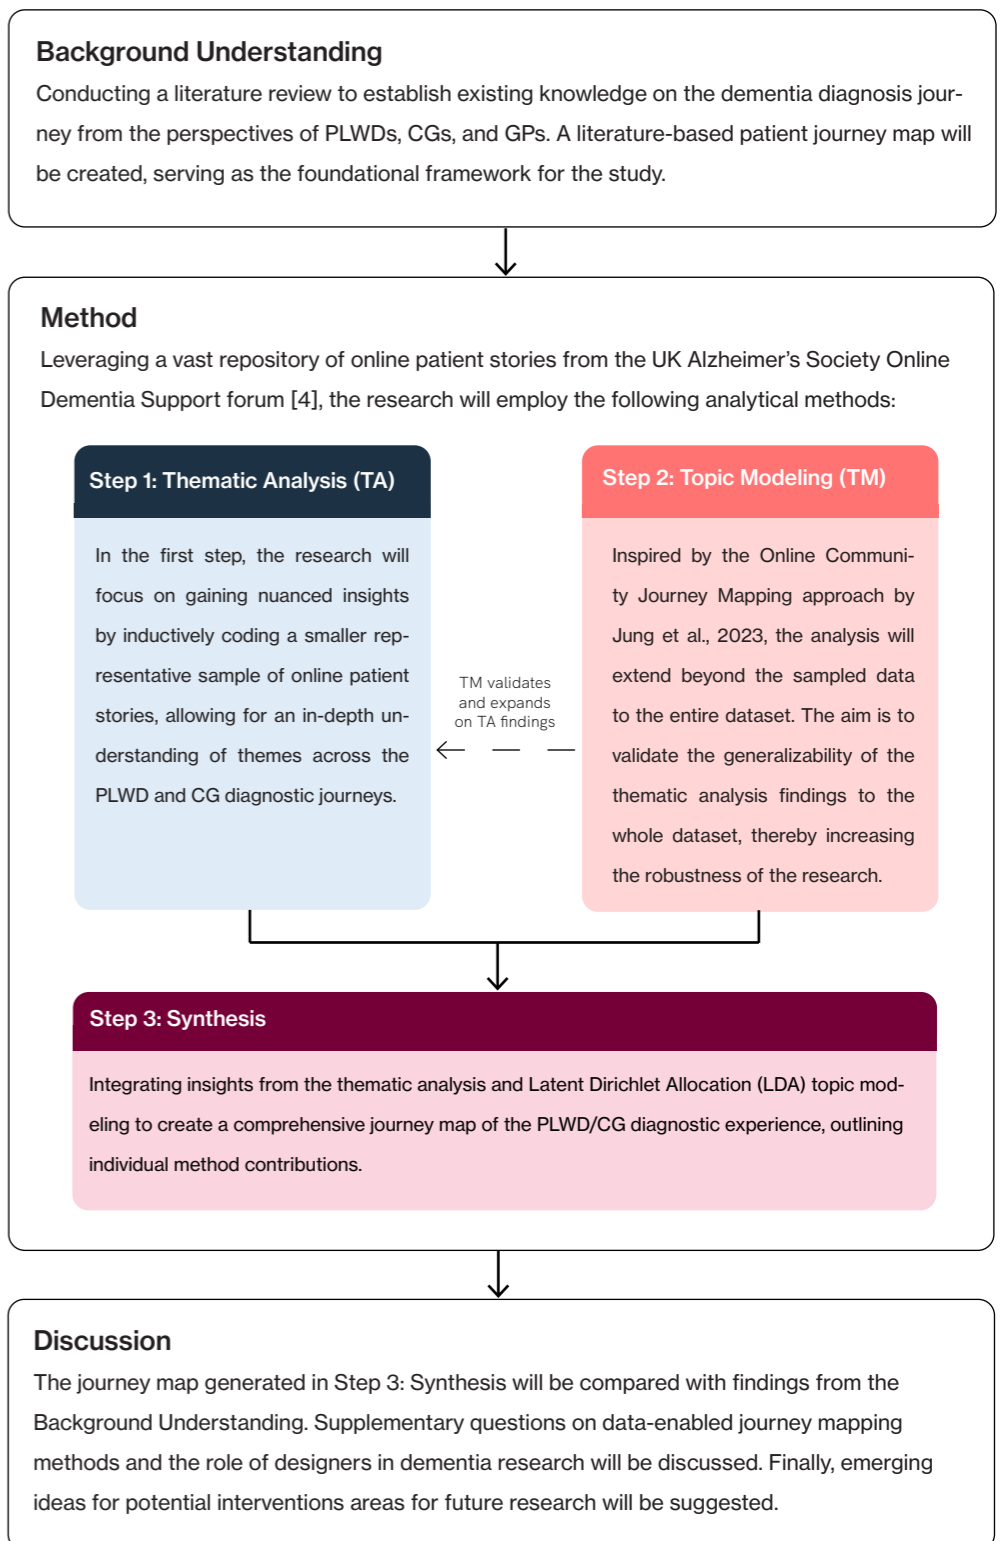 Background Understanding
Conducting a literature review to establish existing knowledge on the dementia diagnosis jour-
ney from the perspectives of PLWDs, CGs, and GPs. A literature-based patient journey map will
be created, serving as the foundational framework for the study.
Method
Leveraging a vast repository of online patient stories from the UK Alzheimer’s Society Online
Dementia Support forum [4], the research will employ the following analytical methods:
Step 1: Thematic Analysis (TA)
In the first step, the research will
focus on gaining nuanced insights
by inductively coding a smaller rep-
resentative sample of online patient
stories, allowing for an in-depth un-
derstanding of themes across the
PLWD and CG diagnostic journeys.
TM validates
and expands
on TA findings
Step 2: Topic Modeling (TM)
Inspired by the Online Communi-
ty Journey Mapping approach by
Jung et al., 2023, the analysis will
extend beyond the sampled data
to the entire dataset. The aim is to
validate the generalizability of the
thematic analysis findings to the
whole dataset, thereby increasing
the robustness of the research.
Step 3: Synthesis
Integrating insights from the thematic analysis and Latent Dirichlet Allocation (LDA) topic mod-
eling to create a comprehensive journey map of the PLWD/CG diagnostic experience, outlining
individual method contributions.
Discussion
The journey map generated in Step 3: Synthesis will be compared with findings from the
Background Understanding. Supplementary questions on data-enabled journey mapping
methods and the role of designers in dementia research will be discussed. Finally, emerging
ideas for potential interventions areas for future research will be suggested.